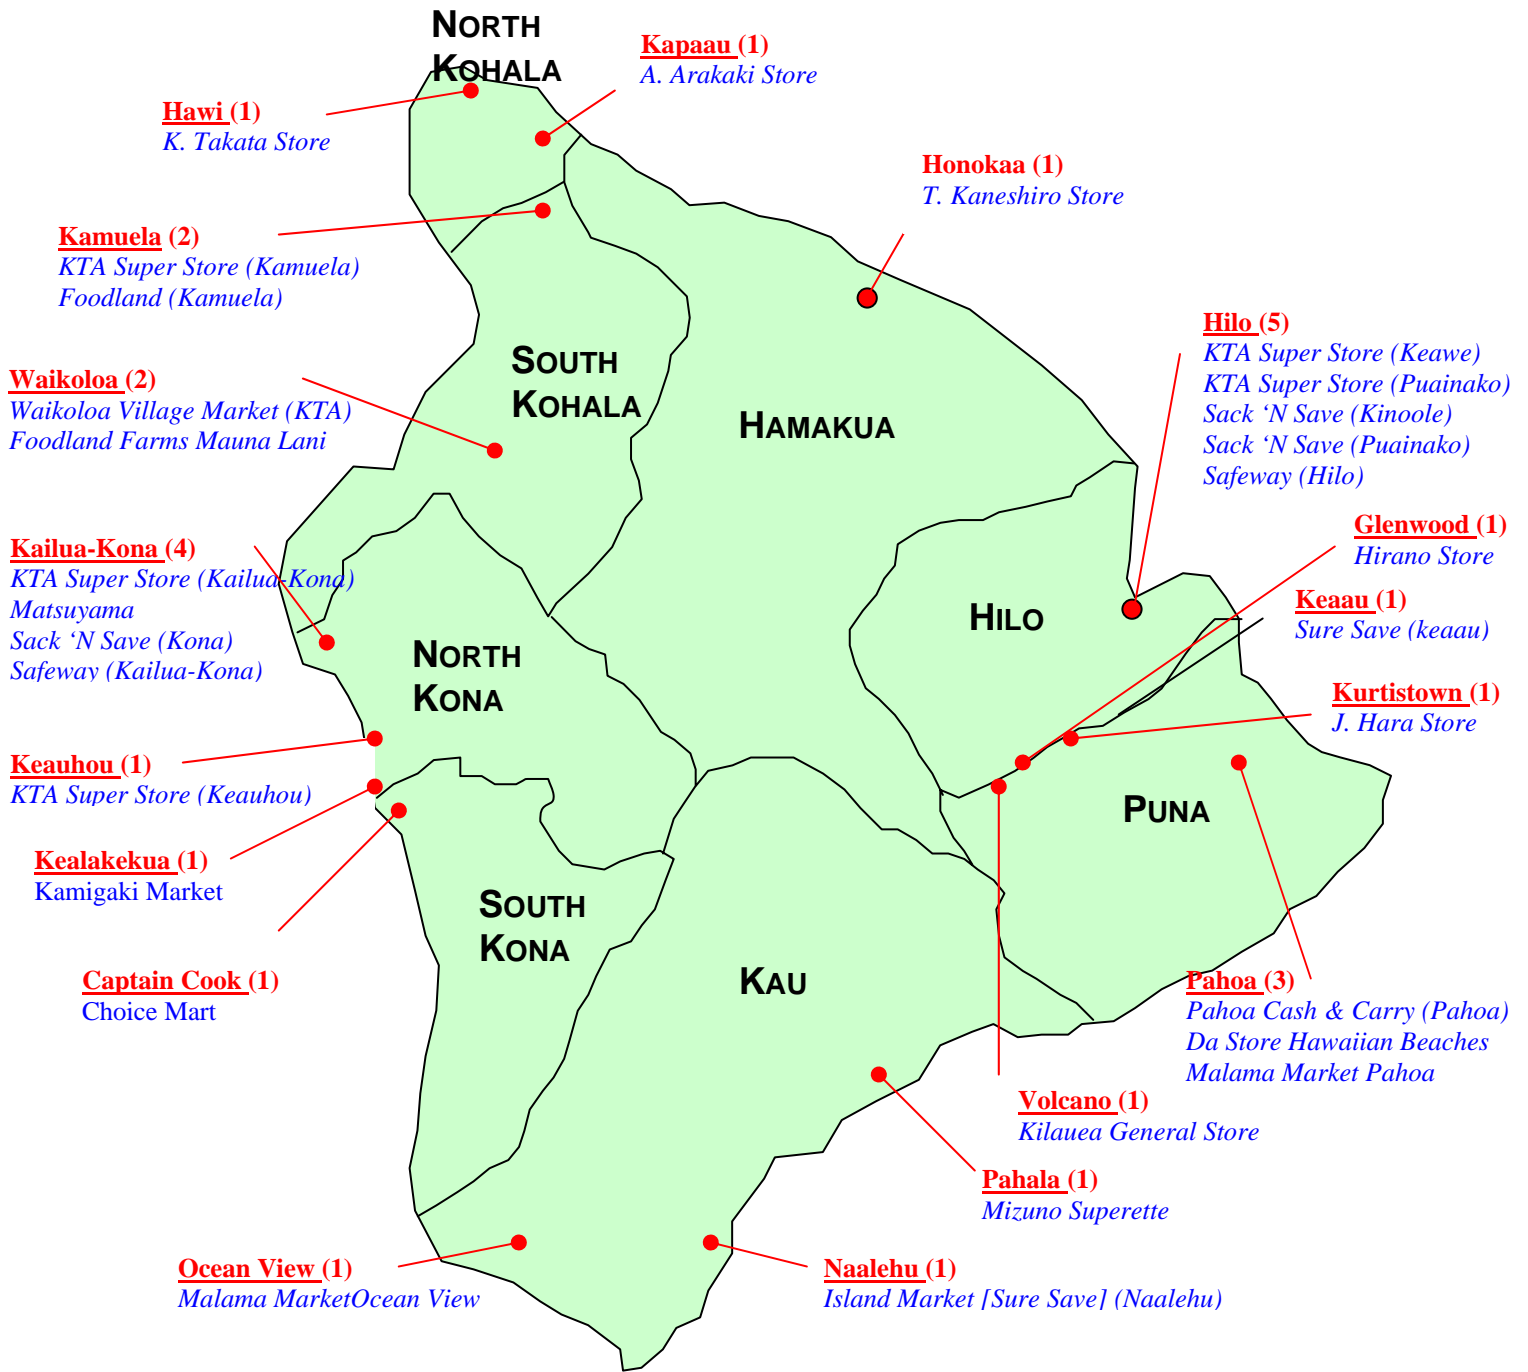 NORTH
KOHALA
Kapaau (1)
A. Arakaki Store
Hawi (1)
K. Takata Store
Honokaa (1)
T. Kaneshiro Store
Kamuela (2)
KTA Super Store (Kamuela)
Foodland (Kamuela)
Hilo (5)
KTA Super Store (Keawe)
KTA Super Store (Puainako)
Sack ‘N Save (Kinoole)
Sack ‘N Save (Puainako)
Safeway (Hilo)
SOUTH
KOHALA
Waikoloa (2)
Waikoloa Village Market (KTA)
Foodland Farms Mauna Lani
HAMAKUA
Glenwood (1)
Hirano Store
Kailua-Kona (4)
KTA Super Store (Kailua-Kona)
Matsuyama
Sack ‘N Save (Kona)
Safeway (Kailua-Kona)
Keaau (1)
Sure Save (keaau)
HILO
NORTH
KONA
Kurtistown (1)
J. Hara Store
Keauhou (1)
KTA Super Store (Keauhou)
PUNA
Kealakekua (1)
Kamigaki Market
SOUTH
KONA
Captain Cook (1)
Choice Mart
KAU
Pahoa (3)
Pahoa Cash & Carry (Pahoa)
Da Store Hawaiian Beaches
Malama Market Pahoa
Volcano (1)
Kilauea General Store
Pahala (1)
Mizuno Superette
Ocean View (1)
Malama MarketOcean View
Naalehu (1)
Island Market [Sure Save] (Naalehu)